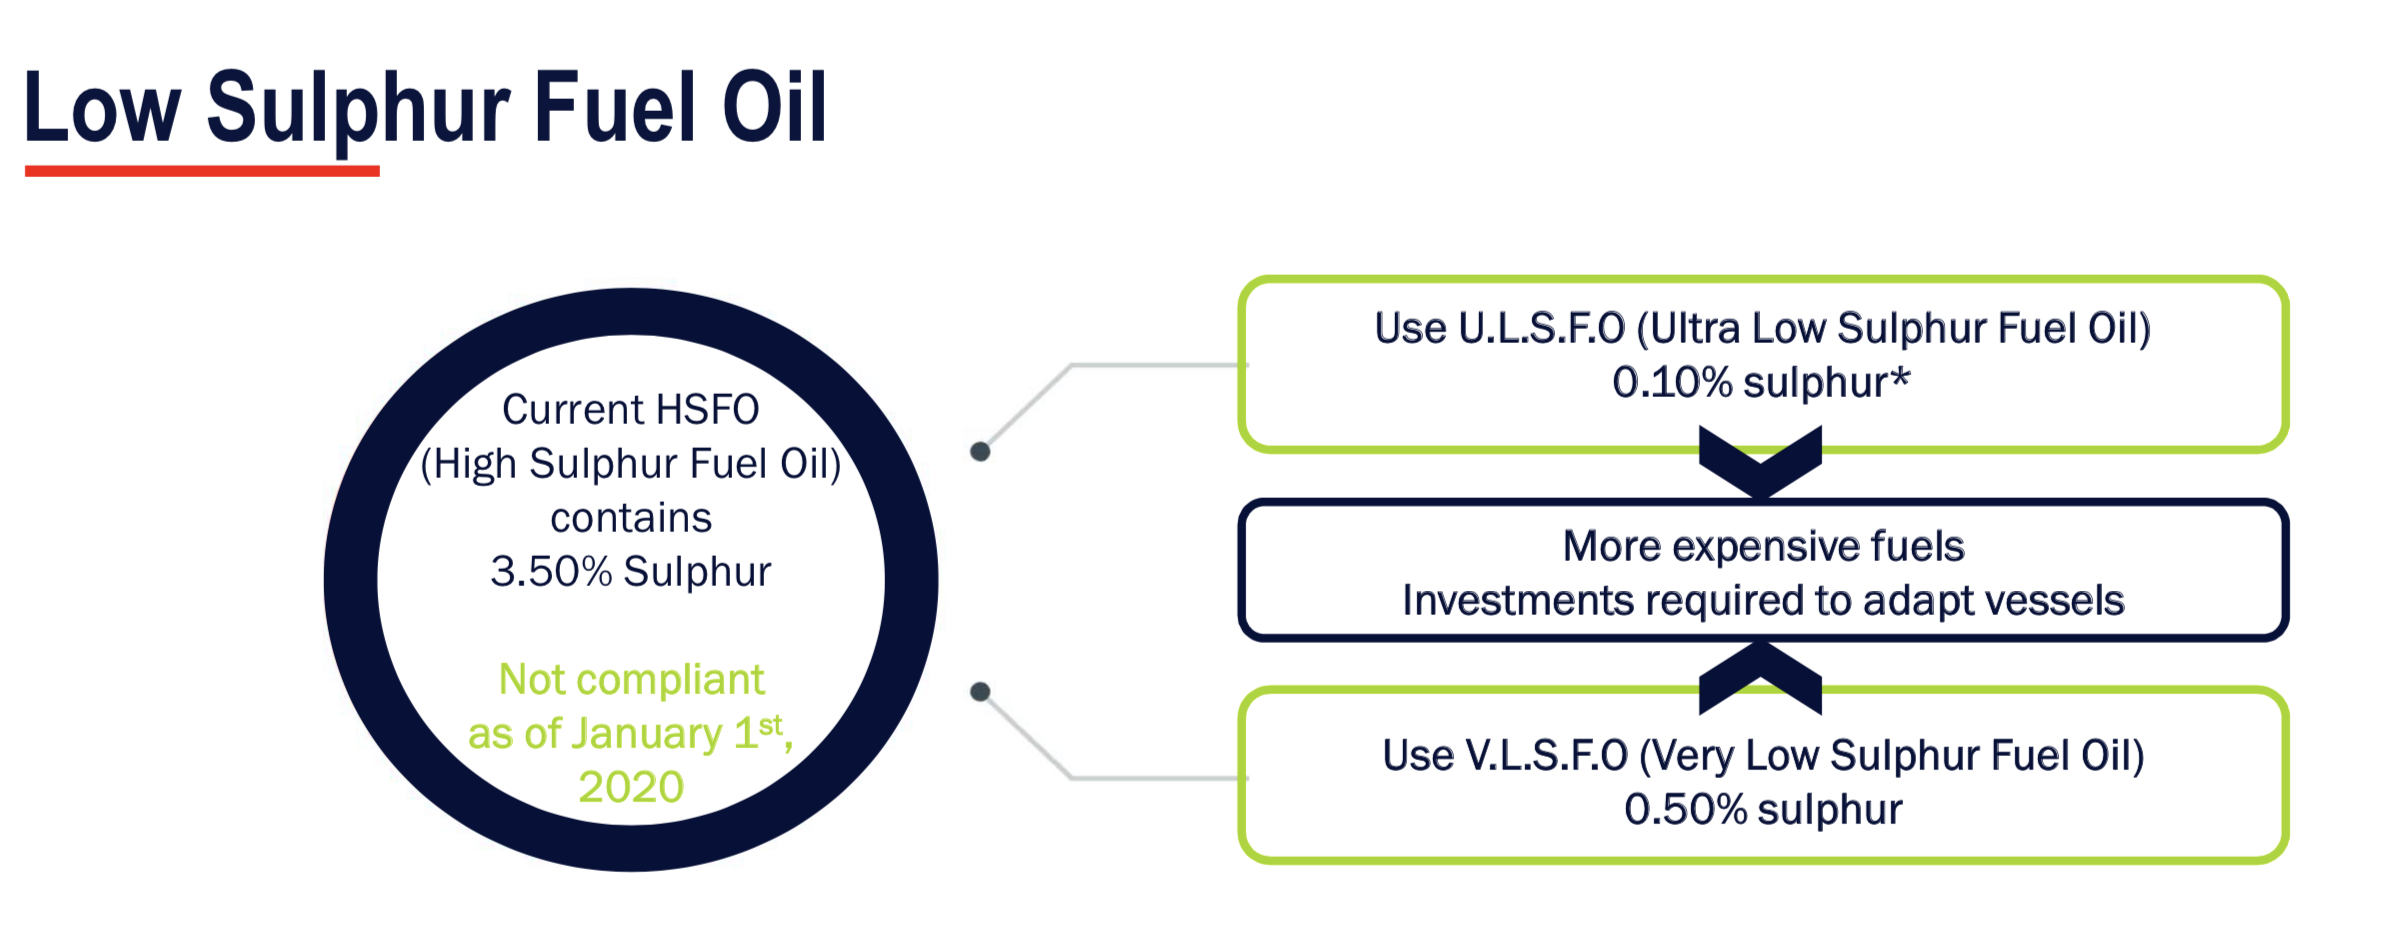 Low Sulphur Fuel Oil
Current HSFO
(High Sulphur Fuel Oil)
contains
3.50% Sulphur
Not compliant
as of January 1st,
2020
Use U.L.S.F.O (Ultra Low Sulphur Fuel Oil)
0.10% sulphur*
More expensive fuels
Investments required to adapt vessels
Use V.L.S.F.O (Very Low Sulphur Fuel Oil)
0.50% sulphur